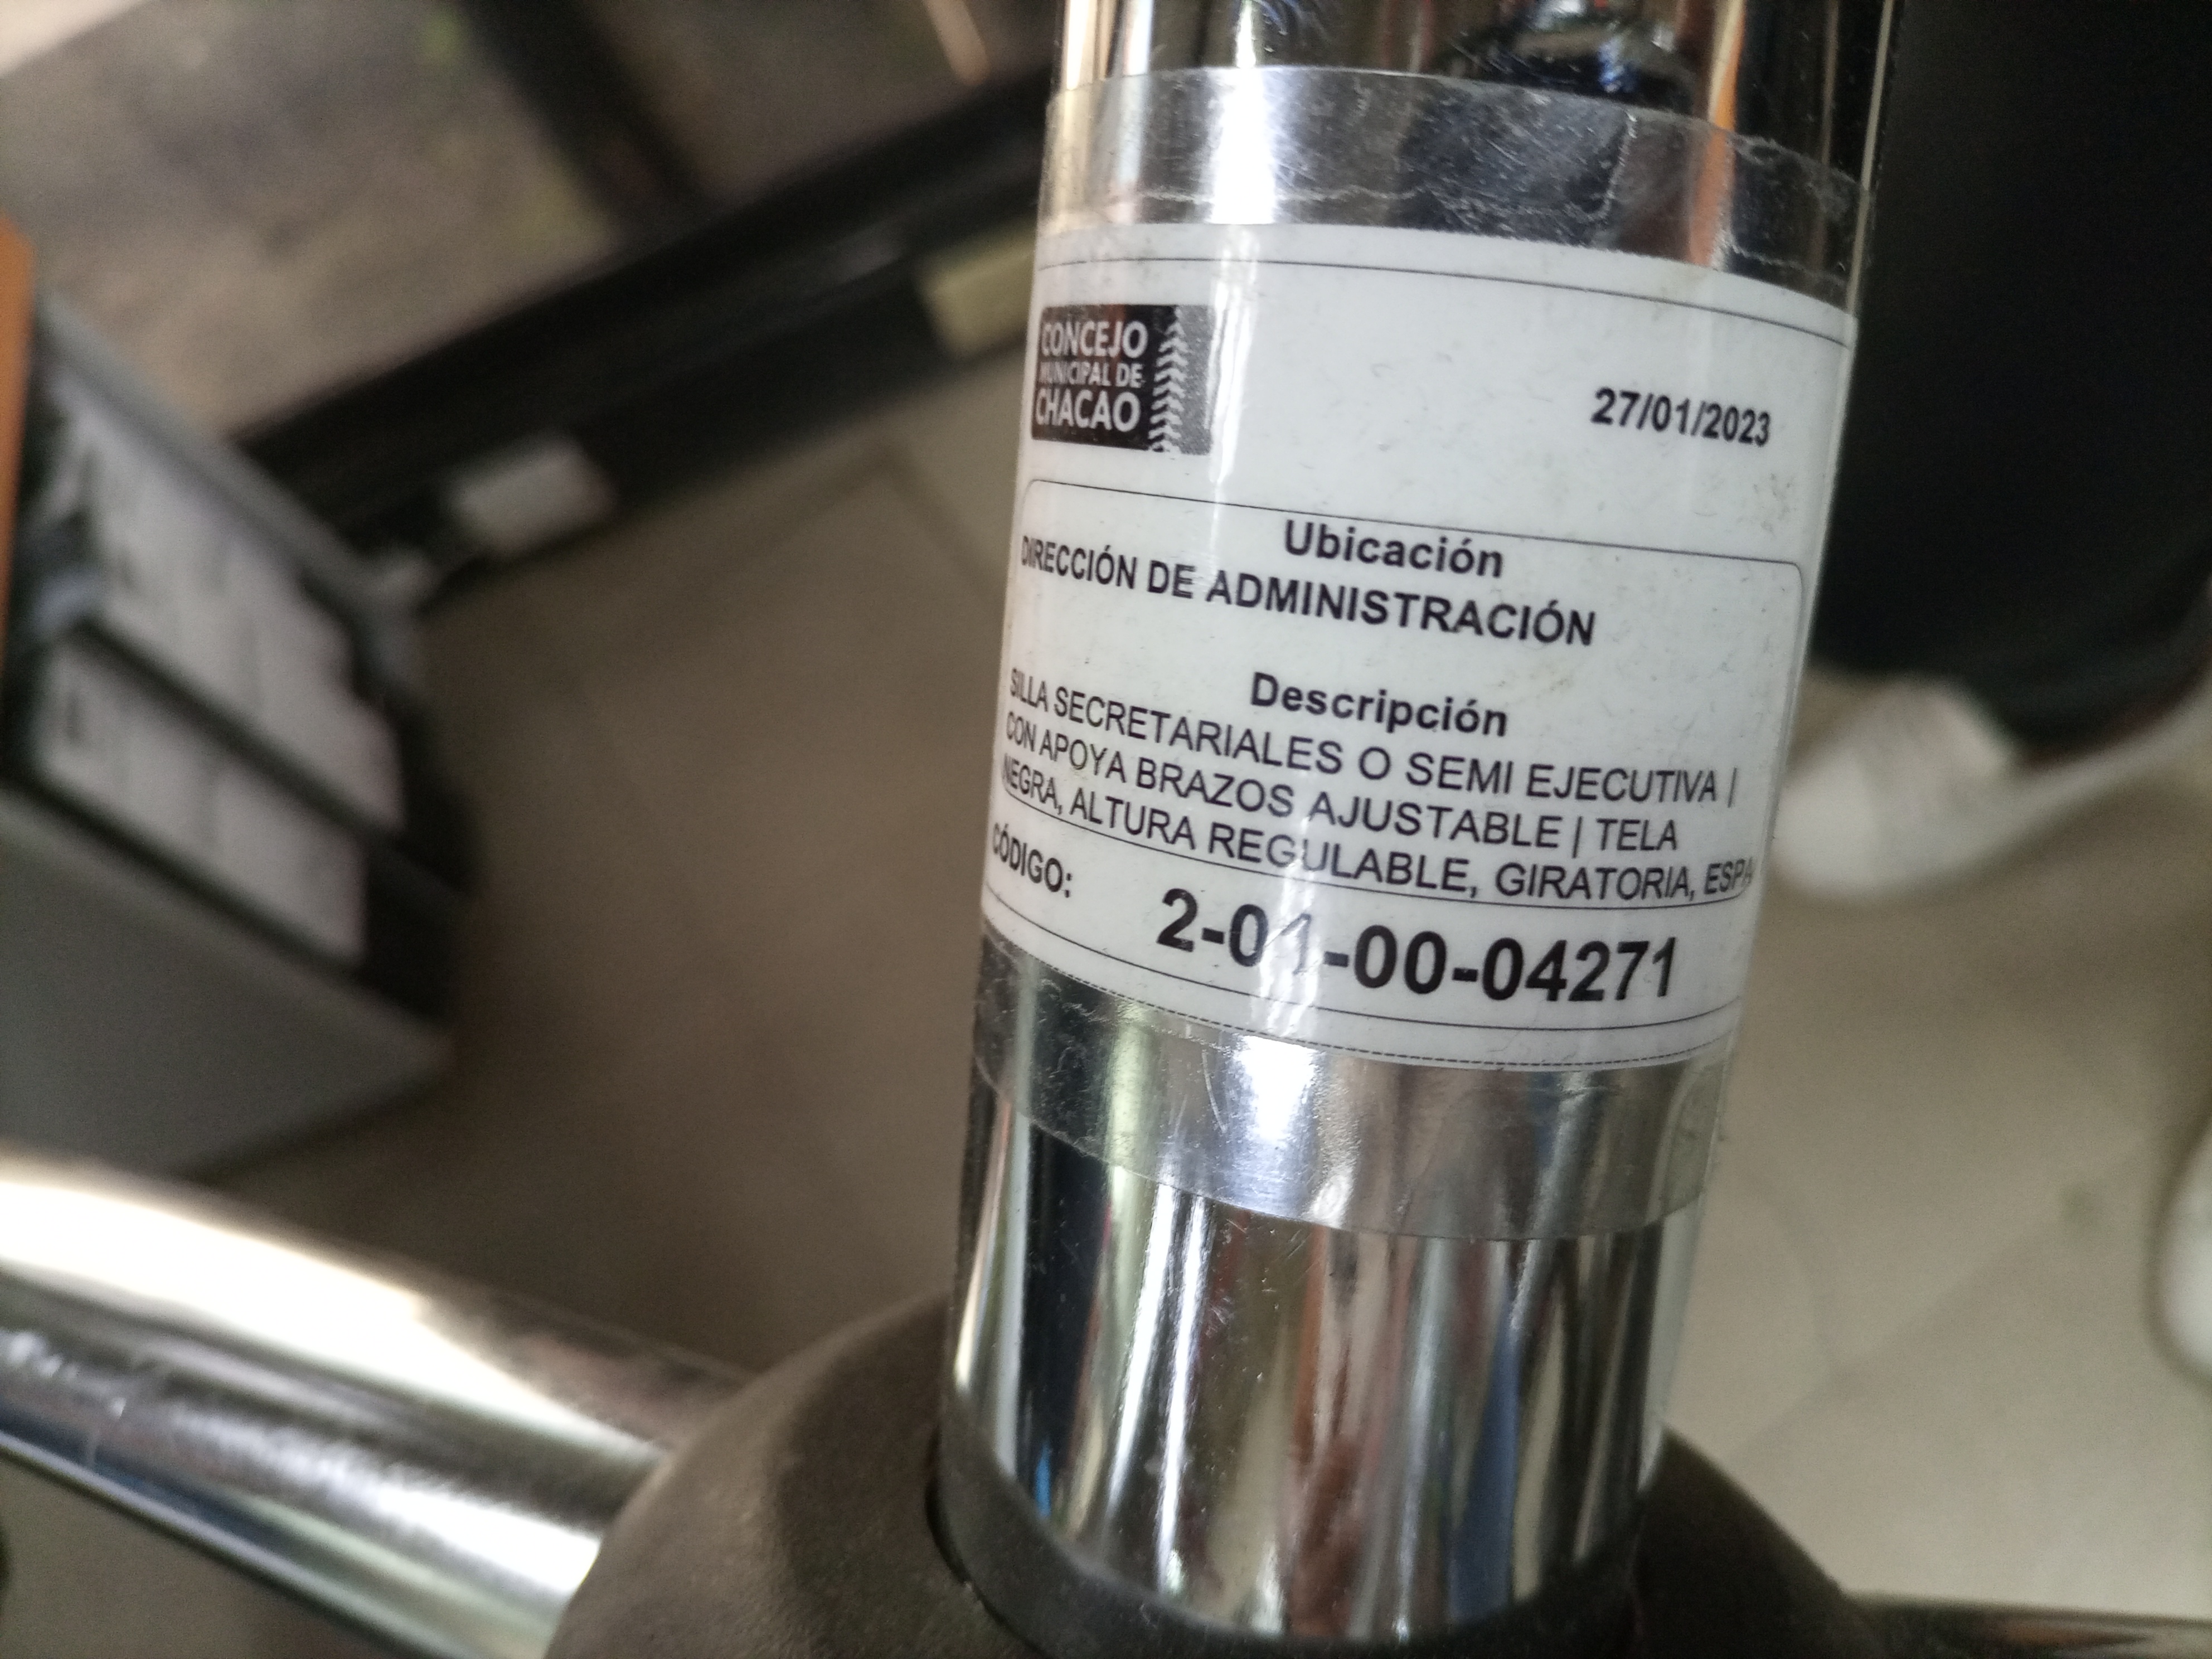 CONCEJO
MUNICIPAL DE
CHACAO
27/01/2023
Ubicación
DIRECCIÓN DE ADMINISTRACIÓN
Descripción
SILLA SECRETARIALES O SEMI EJECUTIVA |
CON APOYA BRAZOS AJUSTABLE | TELA
NEGRA, ALTURA REGULABLE, GIRATORIA, ESPA
CÓDIGO:
2-01-00-04271